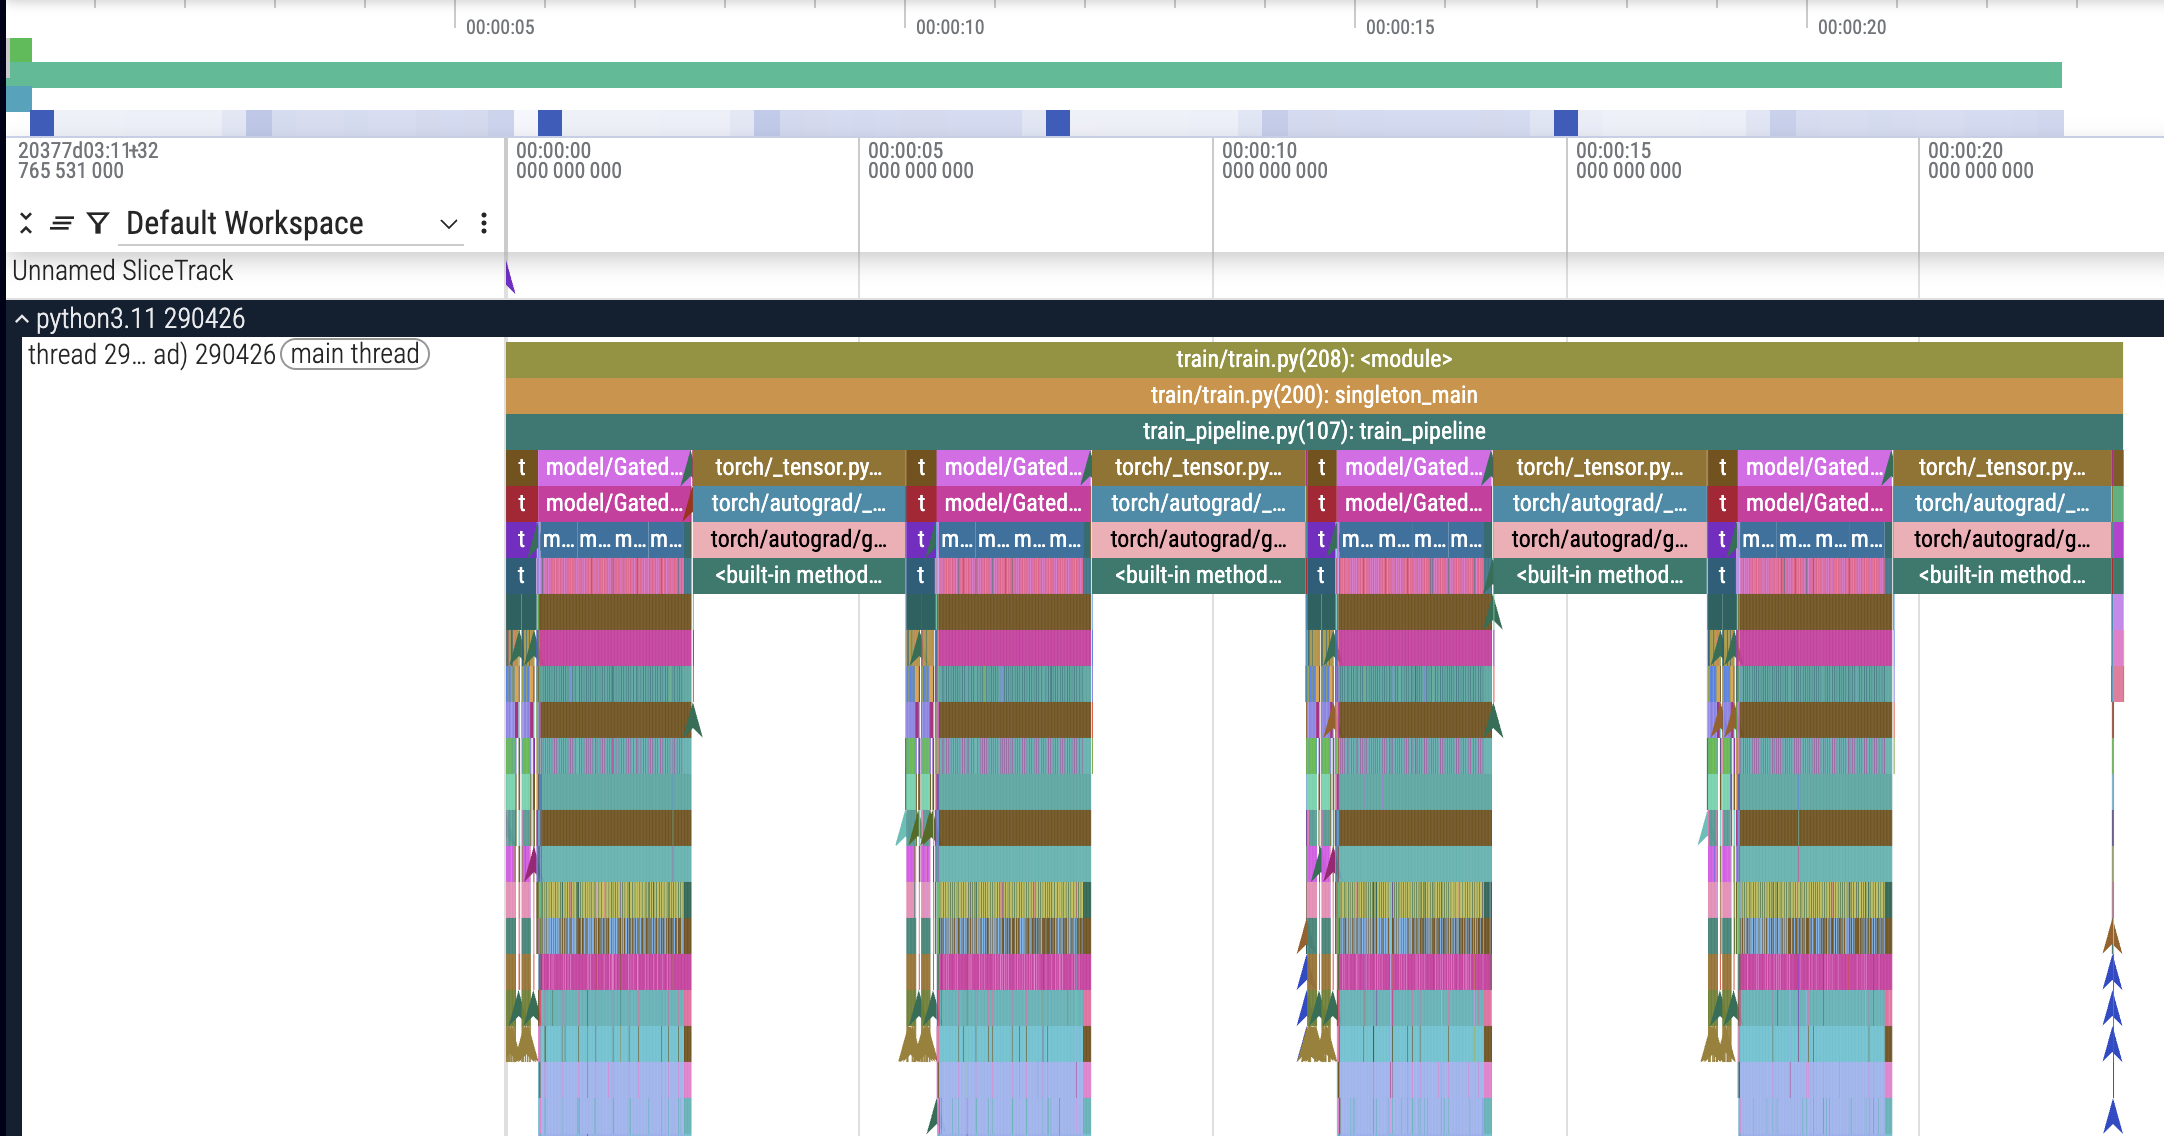 00:00:05 00:00:10 00:00:15 00:00:20
20377d03:11:32 00:00:00 00:00:05 00:00:10 00:00:15 00:00:20
765 531 000 000 000 000 000 000 000 000 000 000 000 000 000 000 000 000
Default Workspace
Unnamed SliceTrack
python3.11 290426
thread 29... ad) 290426 main thread
train/train.py(208): <module>
train/train.py(200): singleton_main
train_pipeline.py(107): train_pipeline
t model/Gated... torch/_tensor.py... t model/Gated... torch/_tensor.py... t model/Gated... torch/_tensor.py... t model/Gated... torch/_tensor.py...
t model/Gated... torch/autograd/_... t model/Gated... torch/autograd/_... t model/Gated... torch/autograd/_... t model/Gated... torch/autograd/_...
t m... m... m... m... torch/autograd/g... t m... m... m... m... torch/autograd/g... t m... m... m... m... torch/autograd/g... t m... m... m... m... torch/autograd/g...
t <built-in method... t <built-in method... t <built-in method... t <built-in method...